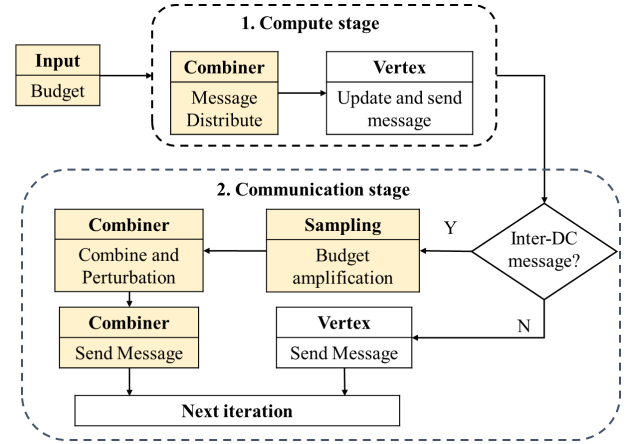 1. Compute stage
Input
Budget
Combiner
Message
Distribute
Vertex
Update and send
message
2. Communication stage
Inter-DC
message?
Y
N
Sampling
Budget
amplification
Combiner
Combine and
Perturbation
Combiner
Send Message
Vertex
Send Message
Next iteration